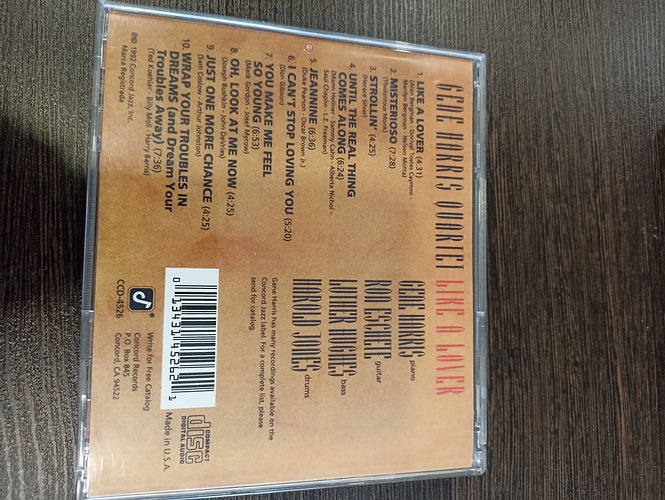 GENE HARRIS QUARTET LIKE A LOVER
1. LIKE A LOVER (4:31)
(Alan Bergman - Dorival Tostes Caymmi -
Marilyn Bergman - Nelson Motta)
2. MISTERIOSO (7:28)
(Thelonious Monk)
3. STROLLIN' (4:25)
(Horace Silver)
4. UNTIL THE REAL THING
COMES ALONG (6:24)
(Mann Holiner - Sammy Cahn - Alberta Nichol -
Saul Chaplin - L.E. Freeman)
5. JEANNINE (6:36)
(Duke Pearson - Oscar Brown Jr.)
6. I CAN'T STOP LOVING YOU (5:20)
(Don Gibson)
7. YOU MAKE ME FEEL
SO YOUNG (6:53)
(Mack Gordon - Josef Myrow)
8. OH, LOOK AT ME NOW (4:25)
(Joseph Bushkin - John DeVries)
9. JUST ONE MORE CHANCE (4:25)
(Sam Coslow - Arthur Johnston)
10. WRAP YOUR TROUBLES IN
DREAMS (and Dream Your
Troubles Away) (7:36)
(Ted Koehler - Billy Moll - Harry Barris)
℗© 1992 Concord Jazz, Inc.
Marca Registrada
GENE HARRIS piano
RON ESCHETÉ guitar
LUTHER HUGHES bass
HAROLD JONES drums
Gene Harris has many recordings available on the
Concord Jazz label. For a complete list, please
send for catalog.
0 13431 45262 1
COMPACT
disc
DIGITAL AUDIO
Made in U.S.A.
®
CCD-4526
Write for Free Catalog
Concord Records
P.O. Box 845
Concord, CA 94522